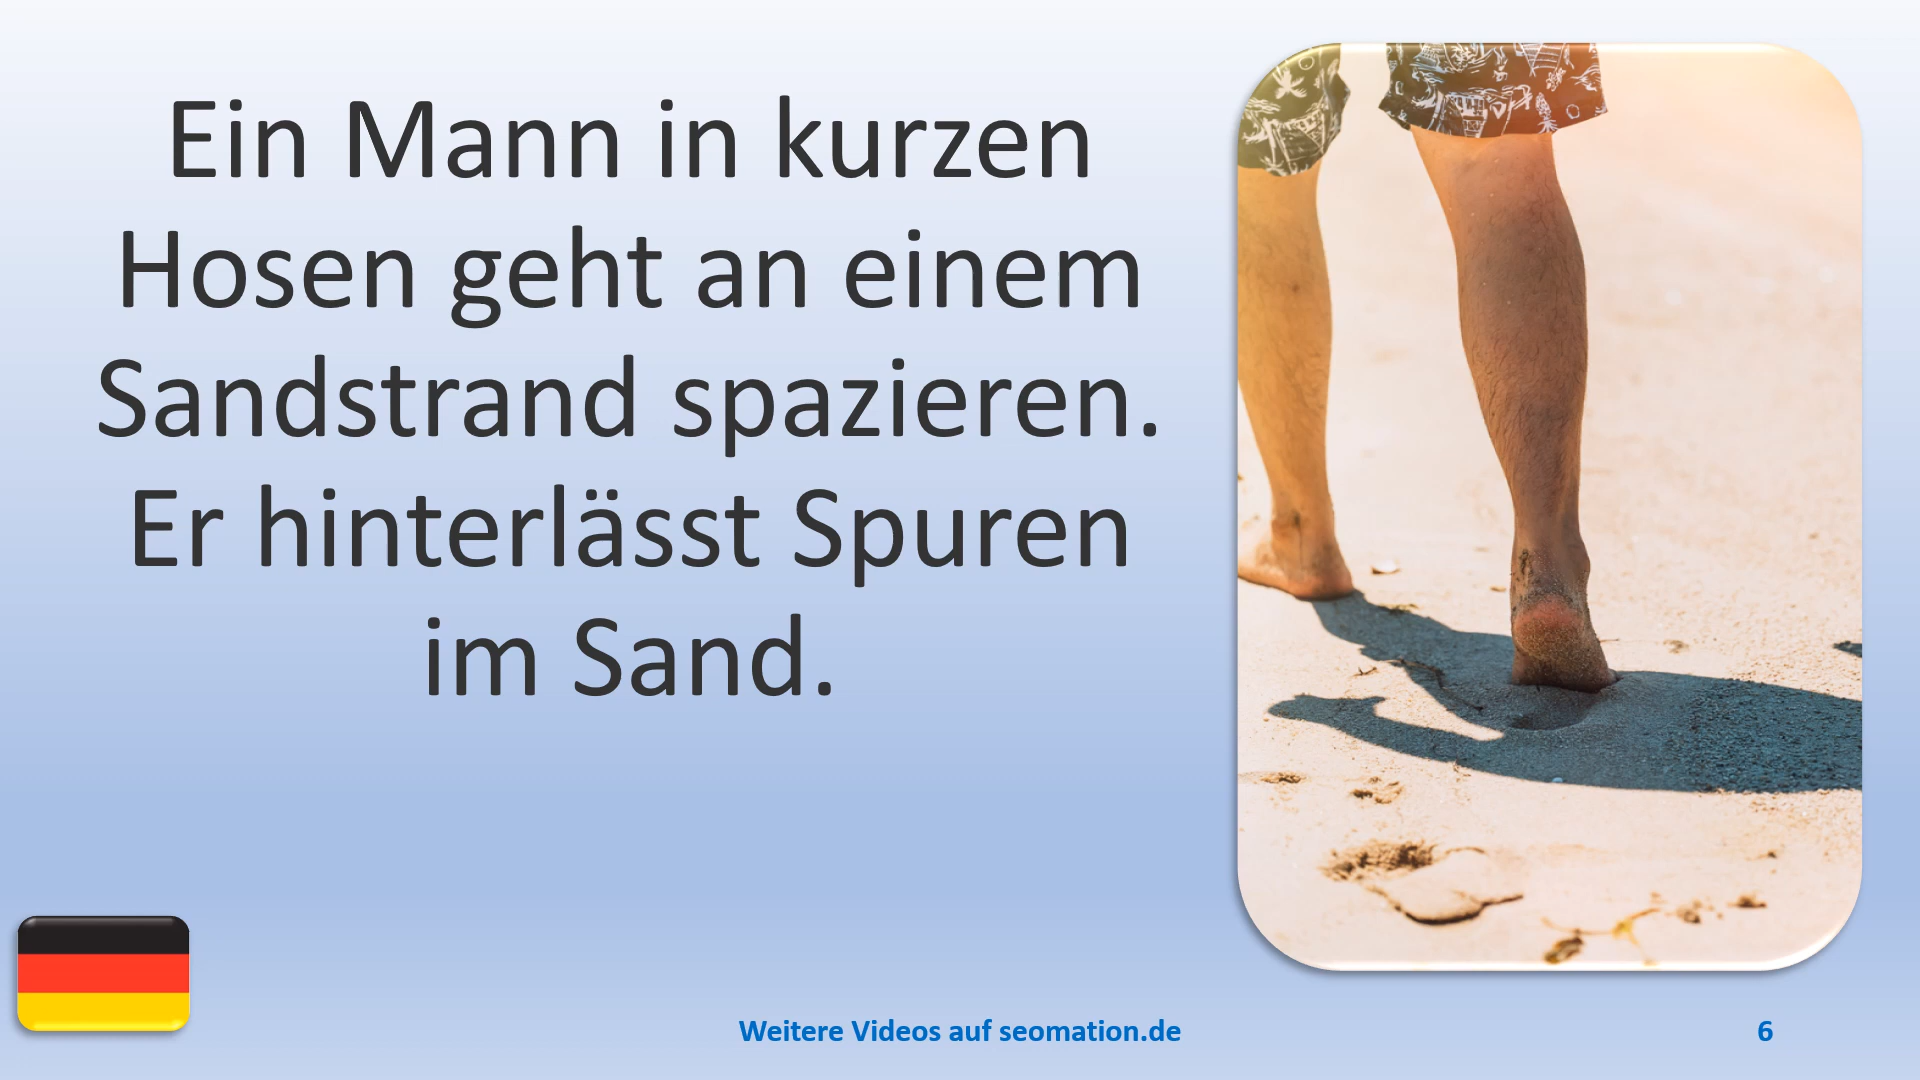 Ein Mann in kurzen
Hosen geht an einem
Sandstrand spazieren.
Er hinterlässt Spuren
im Sand.
Weitere Videos auf seomation.de
6